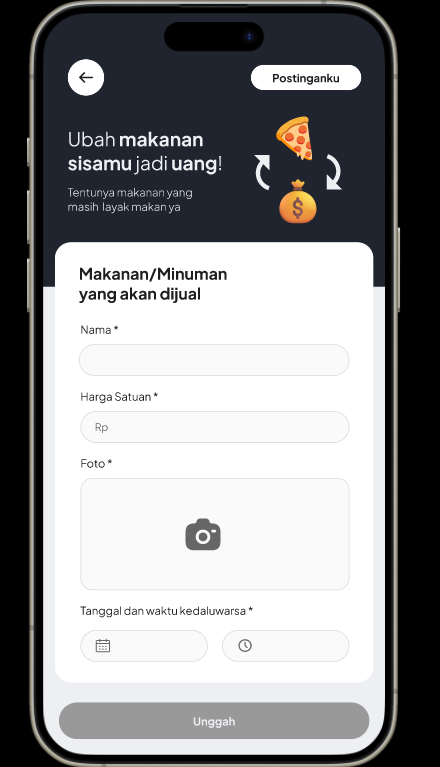 Postinganku
Ubah makanan
sisamu jadi uang!
Tentunya makanan yang
masih layak makan ya
$
Makanan/Minuman
yang akan dijual
Nama *
Harga Satuan *
Rp
Foto *
Tanggal dan waktu kedaluwarsa *
Unggah